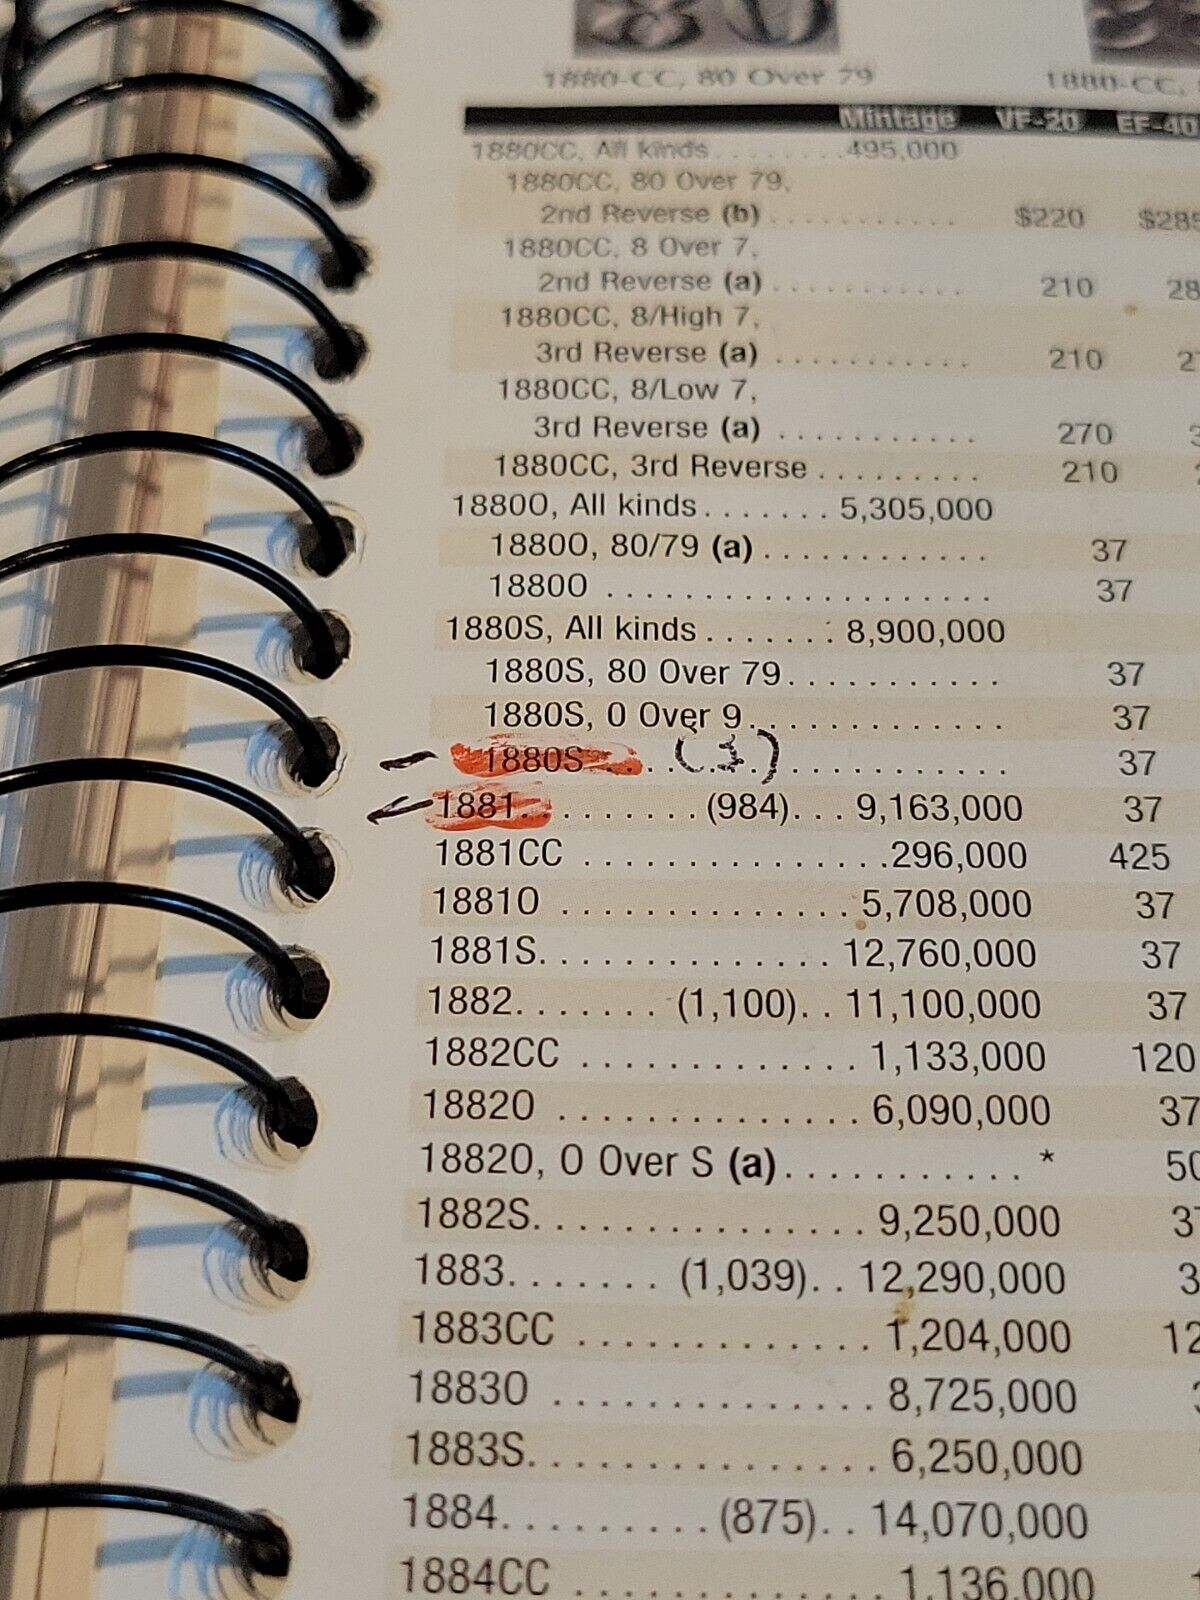 1880-CC, 80 Over 79 1880-CC,
Mintage VF-20 EF-40
1880CC, All kinds........495,000
1880CC, 80 Over 79,
2nd Reverse (b)........... $220 $285
1880CC, 8 Over 7,
2nd Reverse (a)........... 210 28
1880CC, 8/High 7,
3rd Reverse (a) ........... 210
1880CC, 8/Low 7,
3rd Reverse (a) ........... 270
1880CC, 3rd Reverse......... 210
1880O, All kinds....... 5,305,000
1880O, 80/79 (a)............ 37
1880O .................... 37
1880S, All kinds....... 8,900,000
1880S, 80 Over 79........... 37
1880S, 0 Over 9............. 37
1880S .. (3) ............ 37
1881......... (984)... 9,163,000 37
1881CC ................296,000 425
1881O ..............5,708,000 37
1881S.............. 12,760,000 37
1882....... (1,100).. 11,100,000 37
1882CC ............. 1,133,000 120
1882O .............. 6,090,000 37
1882O, O Over S (a)........... * 50
1882S............... 9,250,000 37
1883....... (1,039).. 12,290,000 3
1883CC ............. 1,204,000 12
1883O .............. 8,725,000
1883S................ 6,250,000
1884......... (875).. 14,070,000
1884CC ............. 1,136,000